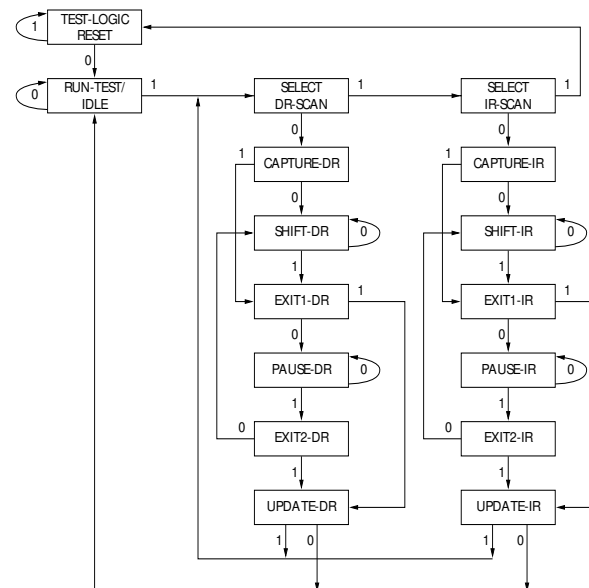 TEST-LOGIC
RESET
1
0
RUN-TEST/
IDLE
0
1
SELECT
DR-SCAN
1
SELECT
IR-SCAN
1
0
0
1
CAPTURE-DR
1
CAPTURE-IR
0
0
SHIFT-DR
0
SHIFT-IR
0
1
1
EXIT1-DR
1
EXIT1-IR
1
0
0
PAUSE-DR
0
PAUSE-IR
0
1
1
0
EXIT2-DR
0
EXIT2-IR
1
1
UPDATE-DR
UPDATE-IR
1
0
1
0